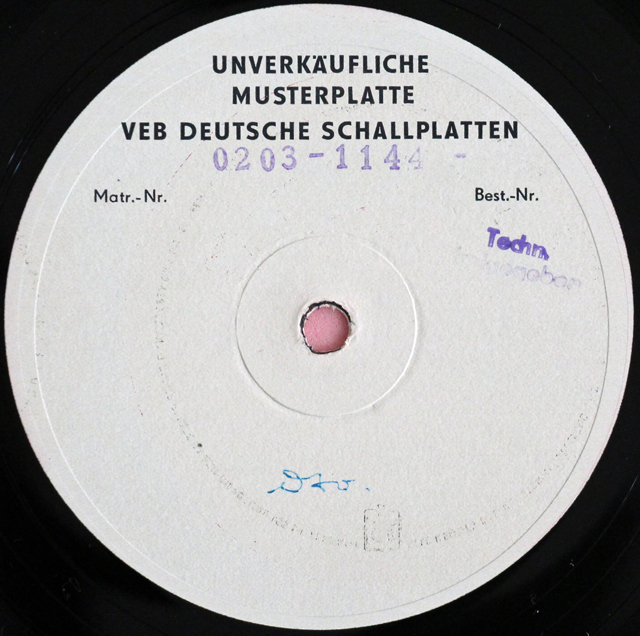 UNVERKÄUFLICHE
MUSTERPLATTE
VEB DEUTSCHE SCHALLPLATTEN
0203-1144 -
Matr.-Nr.
Best.-Nr.
Techn.